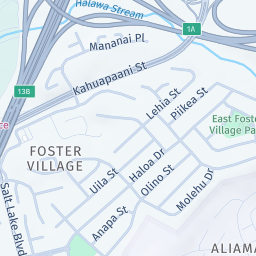 Halawa Stream
1A
Mananai Pl
Kahuapaani St
13B
Lehia St
Piikea St
East Foster
Village Pa
FOSTER
VILLAGE
Uila St
Haloa Dr
Olino St
Molehu Dr
Anapa St
Salt Lake Blvd
ALIAMA